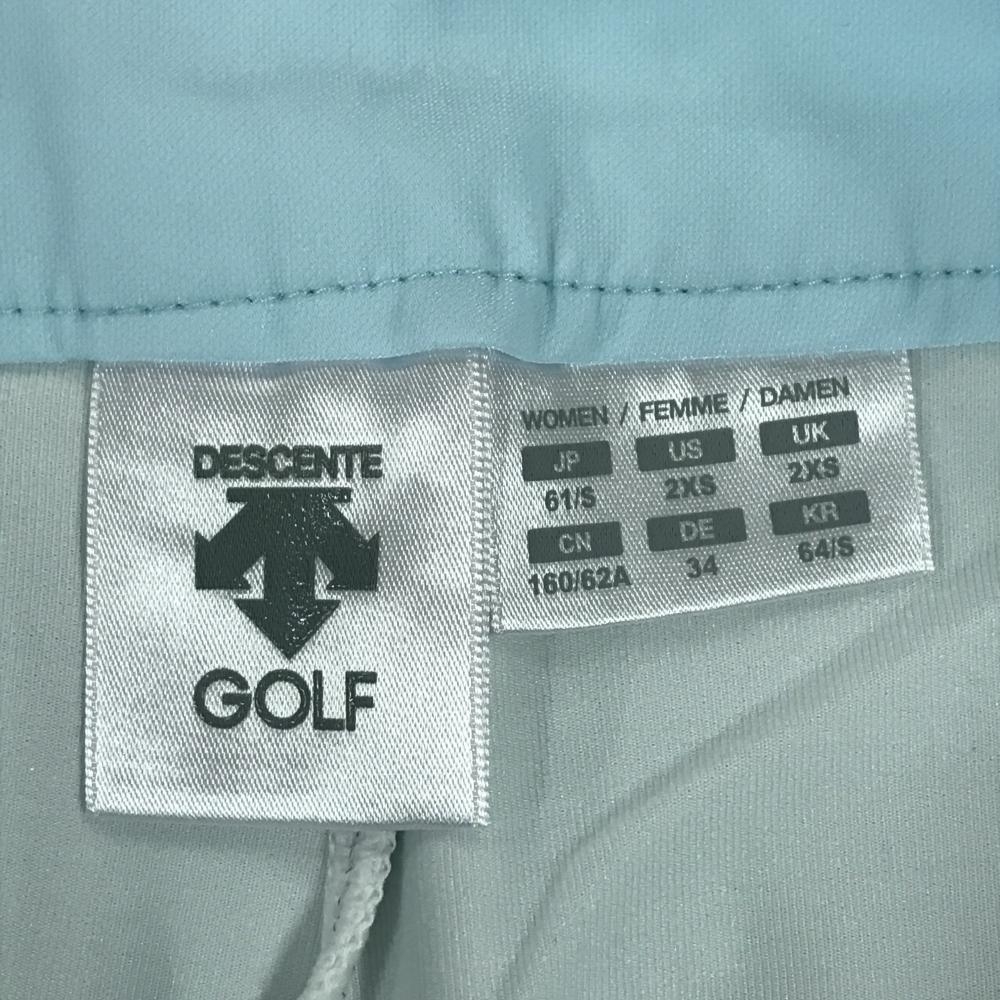 DESCENTE
GOLF
WOMEN / FEMME / DAMEN
JP US UK
61/S 2XS 2XS
CN DE KR
160/62A 34 64/S